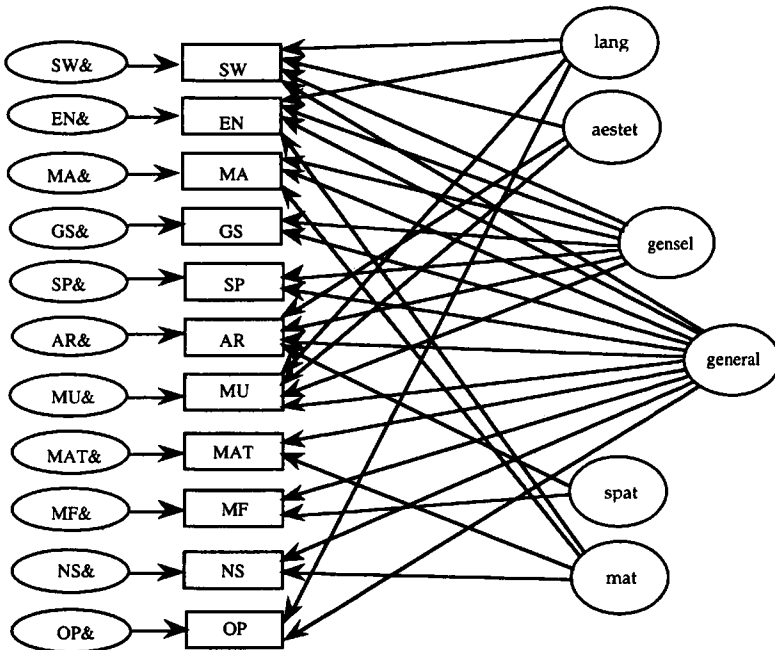 lang
SW& SW
EN& EN aestet
MA& MA
GS& GS gensel
SP& SP
AR& AR
general
MU& MU
MAT& MAT
spat
MF& MF
NS& NS mat
OP& OP